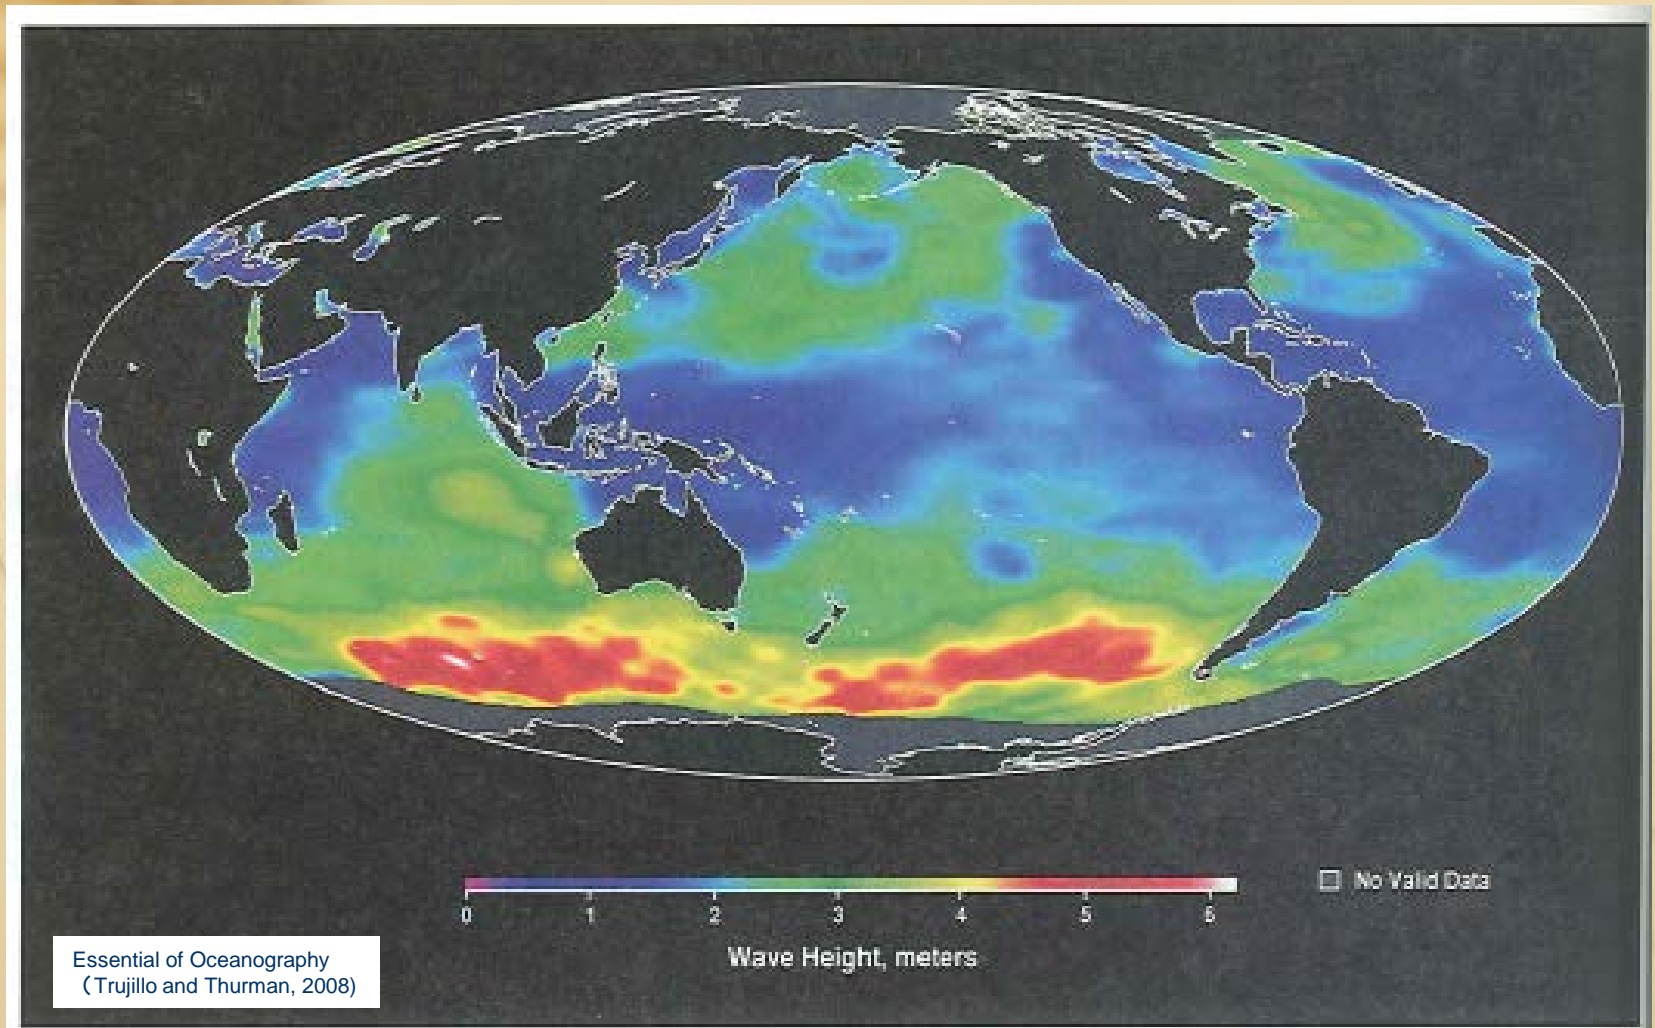 0 1 2 3 4 5 6
No Valid Data
Wave Height, meters
Essential of Oceanography
（Trujillo and Thurman, 2008)